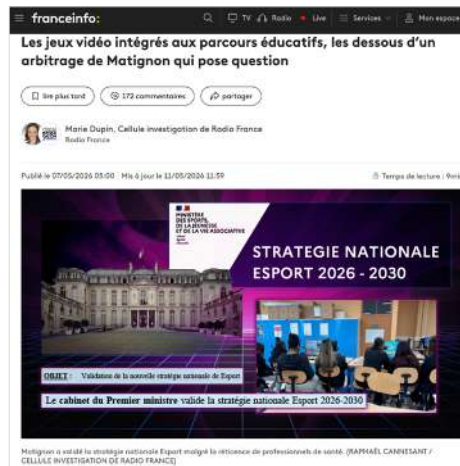 franceinfo:
TV Radio Live Services Mon espace
Les jeux vidéo intégrés aux parcours éducatifs, les dessous d'un
arbitrage de Matignon qui pose question
lire plus tard 172 commentaires partager
Marie Dupin, Cellule investigation de Radio France
Radio France
Publié le 07/05/2026 05:00 Mis à jour le 11/05/2026 11:59
Temps de lecture : 9min
MINISTÈRE
DES SPORTS,
DE LA JEUNESSE
ET DE LA VIE ASSOCIATIVE
STRATEGIE NATIONALE
ESPORT 2026 - 2030
OBJET : Validation de la nouvelle stratégie nationale de Esport
Le cabinet du Premier ministre valide la stratégie nationale Esport 2026-2030
Matignon a validé la stratégie nationale Esport malgré la réticence de professionnels de santé. (RAPHAËL CANNESANT /
CELLULE INVESTIGATION DE RADIO FRANCE)